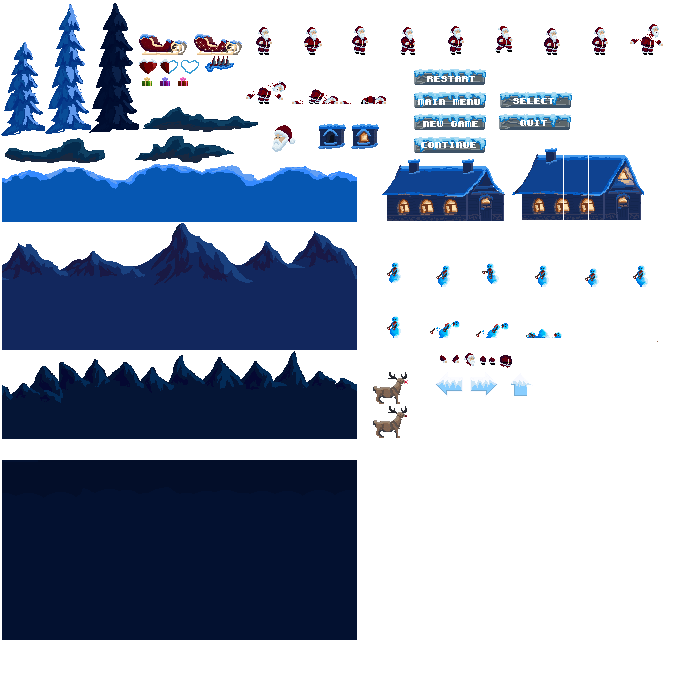 RESTART
MAIN MENU
SELECT
NEW GAME
QUIT
CONTINUE